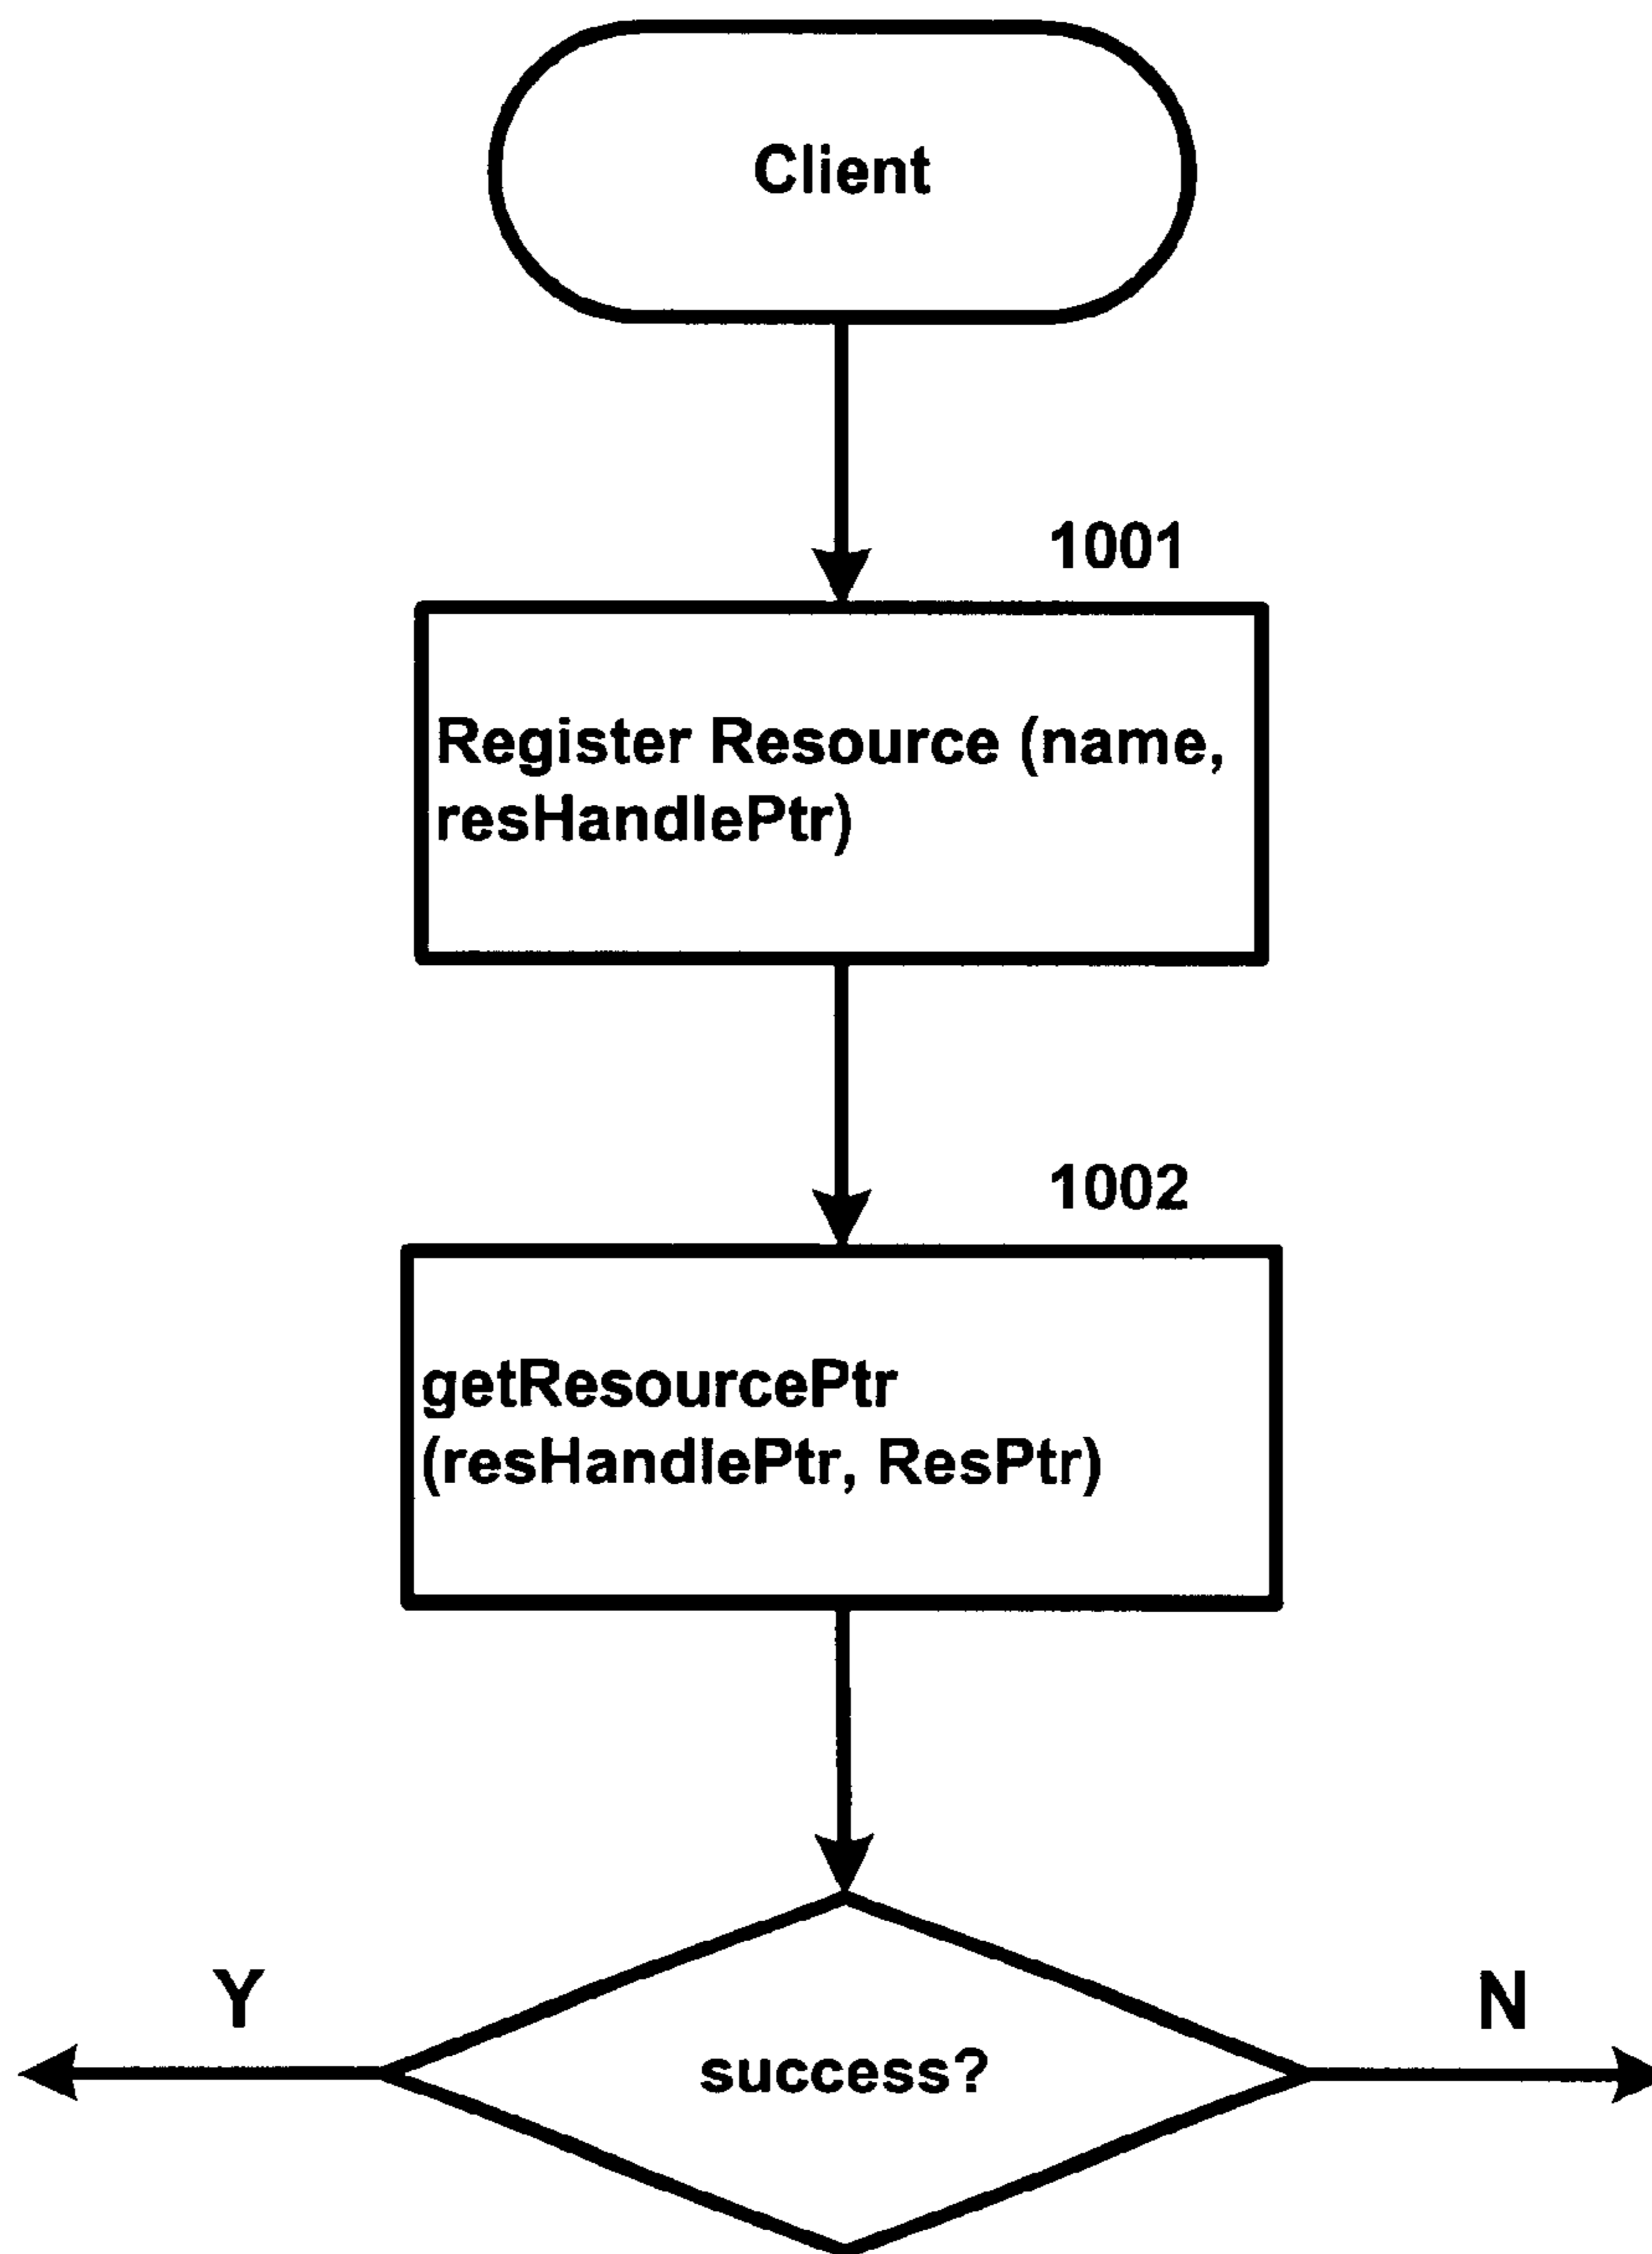 Client
1001
Register Resource (name,
resHandlePtr)
1002
getResourcePtr
(resHandlePtr, ResPtr)
Y
N
success?